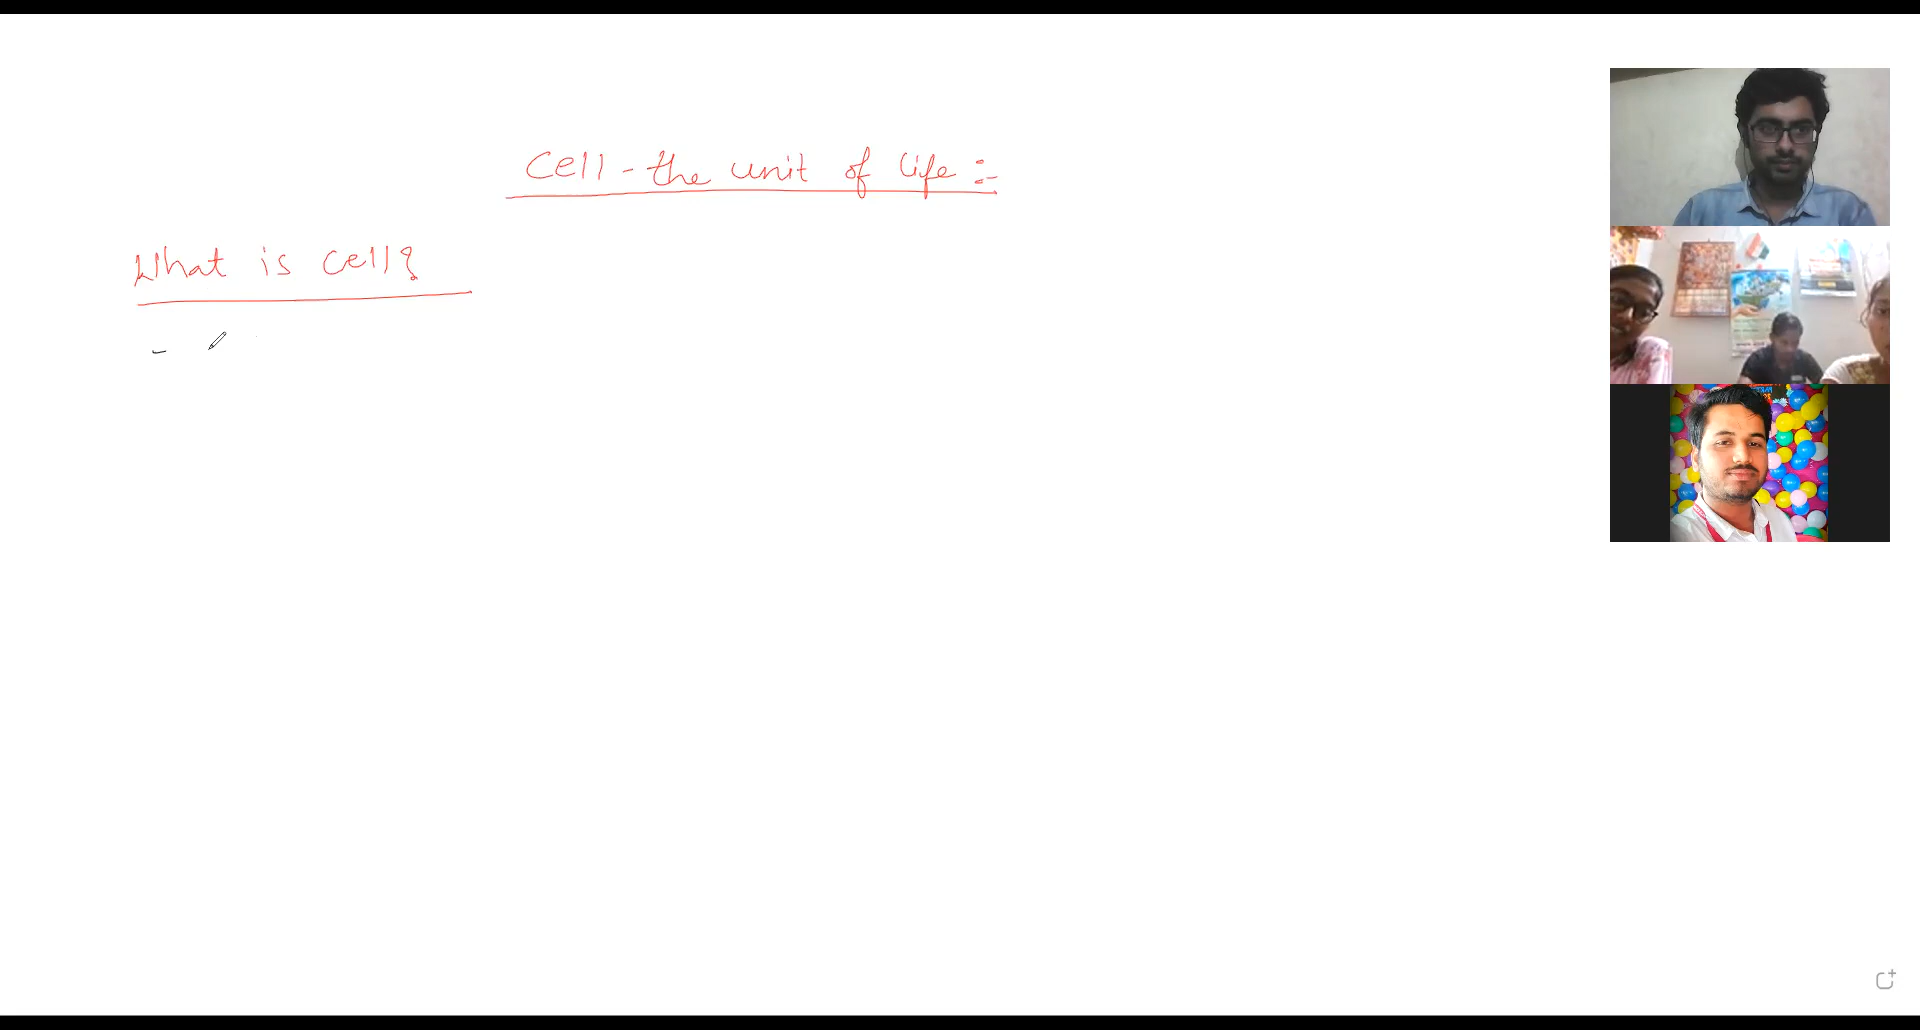 Cell - the unit of life :-
What is cell?
-